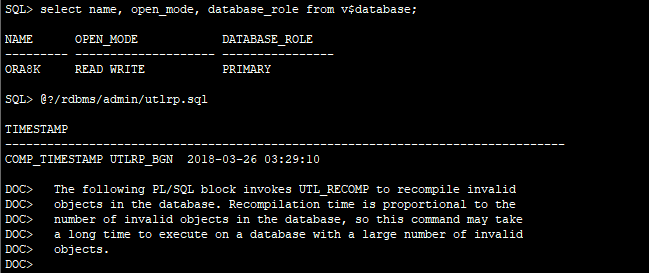 SQL> select name, open_mode, database_role from v$database;
NAME      OPEN_MODE            DATABASE_ROLE
--------- -------------------- ----------------
ORA8K     READ WRITE           PRIMARY
SQL> @?/rdbms/admin/utlrp.sql
TIMESTAMP
--------------------------------------------------------------------------------
COMP_TIMESTAMP UTLRP_BGN  2018-03-26 03:29:10
DOC>   The following PL/SQL block invokes UTL_RECOMP to recompile invalid
DOC>   objects in the database. Recompilation time is proportional to the
DOC>   number of invalid objects in the database, so this command may take
DOC>   a long time to execute on a database with a large number of invalid
DOC>   objects.
DOC>